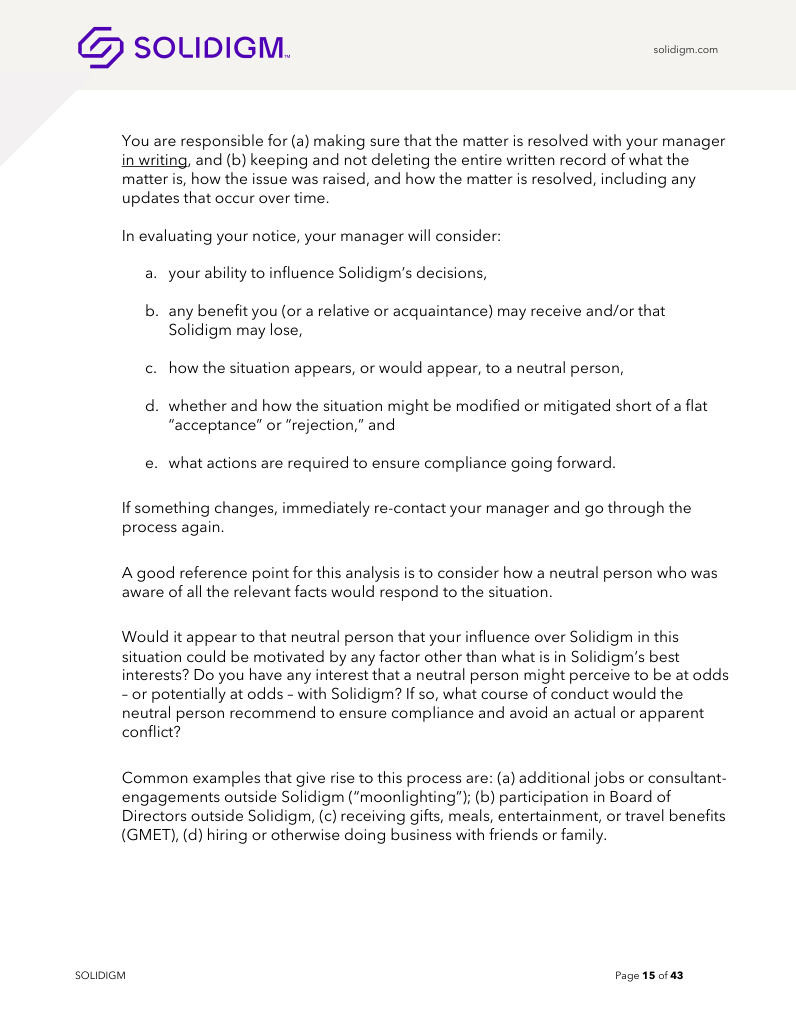 SOLIDIGM™
solidigm.com
You are responsible for (a) making sure that the matter is resolved with your manager
in writing, and (b) keeping and not deleting the entire written record of what the
matter is, how the issue was raised, and how the matter is resolved, including any
updates that occur over time.
In evaluating your notice, your manager will consider:
a. your ability to influence Solidigm’s decisions,
b. any benefit you (or a relative or acquaintance) may receive and/or that
Solidigm may lose,
c. how the situation appears, or would appear, to a neutral person,
d. whether and how the situation might be modified or mitigated short of a flat
“acceptance” or “rejection,” and
e. what actions are required to ensure compliance going forward.
If something changes, immediately re-contact your manager and go through the
process again.
A good reference point for this analysis is to consider how a neutral person who was
aware of all the relevant facts would respond to the situation.
Would it appear to that neutral person that your influence over Solidigm in this
situation could be motivated by any factor other than what is in Solidigm’s best
interests? Do you have any interest that a neutral person might perceive to be at odds
– or potentially at odds – with Solidigm? If so, what course of conduct would the
neutral person recommend to ensure compliance and avoid an actual or apparent
conflict?
Common examples that give rise to this process are: (a) additional jobs or consultant-
engagements outside Solidigm (“moonlighting”); (b) participation in Board of
Directors outside Solidigm, (c) receiving gifts, meals, entertainment, or travel benefits
(GMET), (d) hiring or otherwise doing business with friends or family.
SOLIDIGM
Page 15 of 43